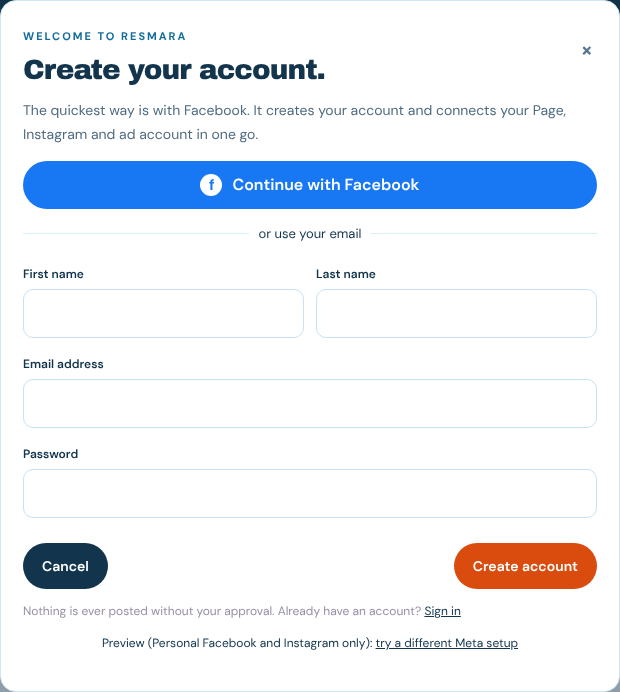 WELCOME TO RESMARA
×
Create your account.
The quickest way is with Facebook. It creates your account and connects your Page,
Instagram and ad account in one go.
f Continue with Facebook
or use your email
First name Last name
Email address
Password
Cancel Create account
Nothing is ever posted without your approval. Already have an account? Sign in
Preview (Personal Facebook and Instagram only): try a different Meta setup